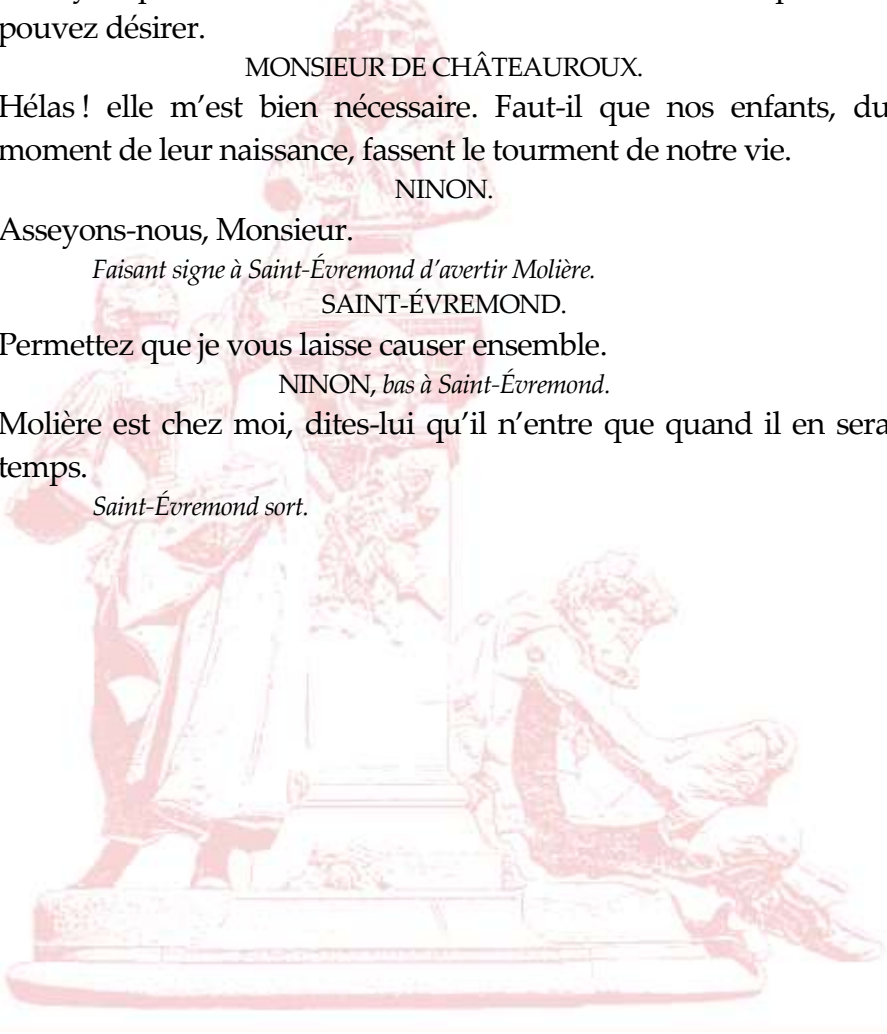 pouvez désirer.
MONSIEUR DE CHÂTEAUROUX.
Hélas ! elle m’est bien nécessaire. Faut-il que nos enfants, du
moment de leur naissance, fassent le tourment de notre vie.
NINON.
Asseyons-nous, Monsieur.
Faisant signe à Saint-Évremond d’avertir Molière.
SAINT-ÉVREMOND.
Permettez que je vous laisse causer ensemble.
NINON, bas à Saint-Évremond.
Molière est chez moi, dites-lui qu’il n’entre que quand il en sera
temps.
Saint-Évremond sort.